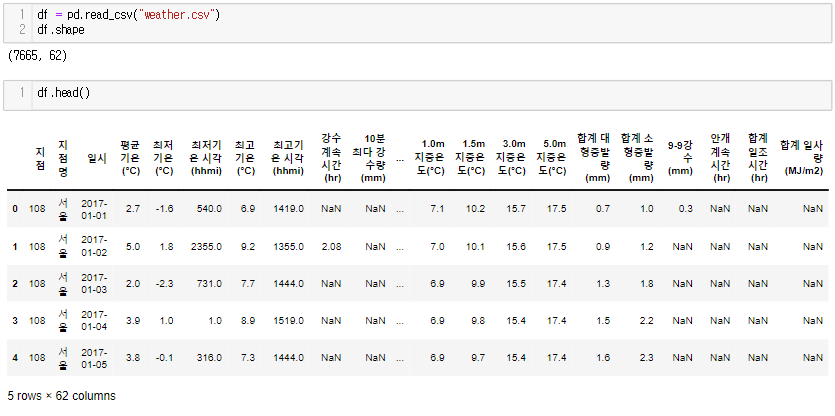 1 df = pd.read_csv("weather.csv")
2 df.shape
(7665, 62)
1 df.head()
지점 지점명 일시 평균기온(°C) 최저기온(°C) 최저기온 시각(hhmi) 최고기온(°C) 최고기온 시각(hhmi) 강수 계속시간(hr) 10분 최다 강수량(mm) ... 1.0m 지중온도(°C) 1.5m 지중온도(°C) 3.0m 지중온도(°C) 5.0m 지중온도(°C) 합계 대형증발량(mm) 합계 소형증발량(mm) 9-9강수(mm) 안개 계속시간(hr) 합계 일조시간(hr) 합계 일사량(MJ/m2)
0 108 서울 2017-01-01 2.7 -1.6 540.0 6.9 1419.0 NaN NaN ... 7.1 10.2 15.7 17.5 0.7 1.0 0.3 NaN NaN NaN
1 108 서울 2017-01-02 5.0 1.8 2355.0 9.2 1355.0 2.08 NaN ... 7.0 10.1 15.6 17.5 0.9 1.2 NaN NaN NaN NaN
2 108 서울 2017-01-03 2.0 -2.3 731.0 7.7 1444.0 NaN NaN ... 6.9 9.9 15.5 17.4 1.3 1.8 NaN NaN NaN NaN
3 108 서울 2017-01-04 3.9 1.0 1.0 8.9 1519.0 NaN NaN ... 6.9 9.8 15.4 17.4 1.5 2.2 NaN NaN NaN NaN
4 108 서울 2017-01-05 3.8 -0.1 316.0 7.3 1444.0 NaN NaN ... 6.9 9.7 15.4 17.4 1.6 2.3 NaN NaN NaN NaN
5 rows × 62 columns